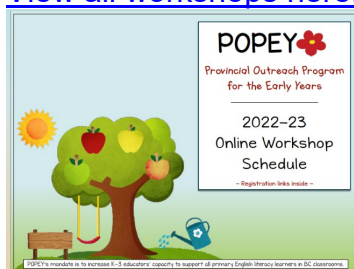 View all workshops here.
POPEY
Provincial Outreach Program
for the Early Years
2022-23
Online Workshop
Schedule
- Registration links inside -
POPEY's mandate is to increase K-3 educators' capacity to support all primary English literacy learners in BC classrooms.